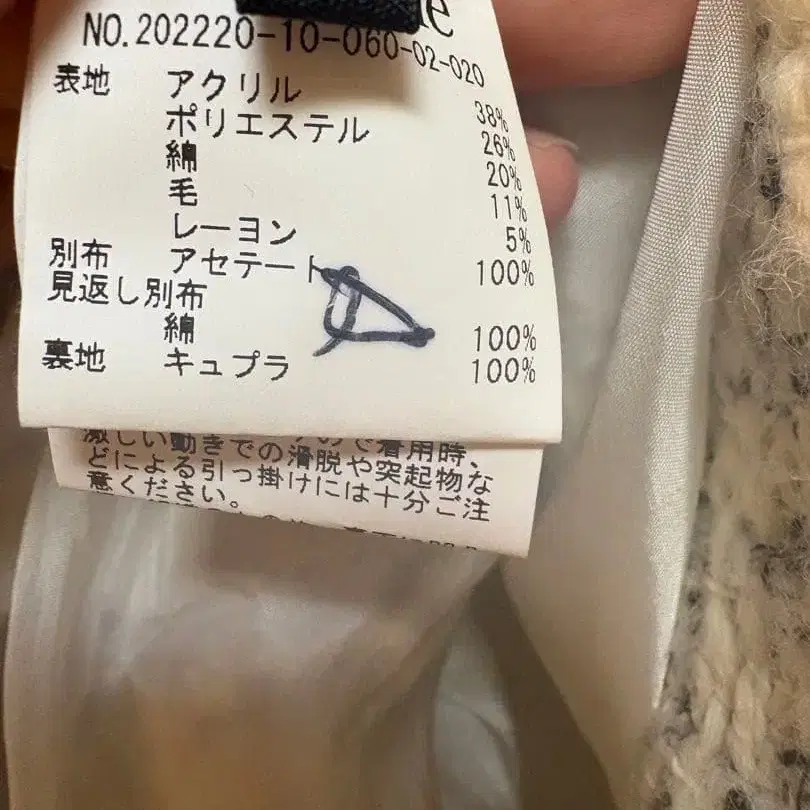 NO.202220-10-060-02-020
表地 アクリル 38%
ポリエステル 26%
綿 20%
毛 11%
レーヨン 5%
別布 アセテート 100%
見返し別布
綿 100%
裏地 キュプラ 100%
激しい動きでの着用時、
どによる引っ掛けには十分ご注
意ください。